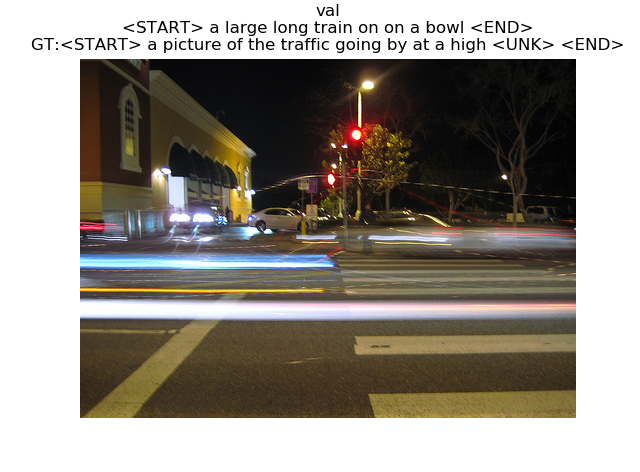 val
<START> a large long train on on a bowl <END>
GT:<START> a picture of the traffic going by at a high <UNK> <END>